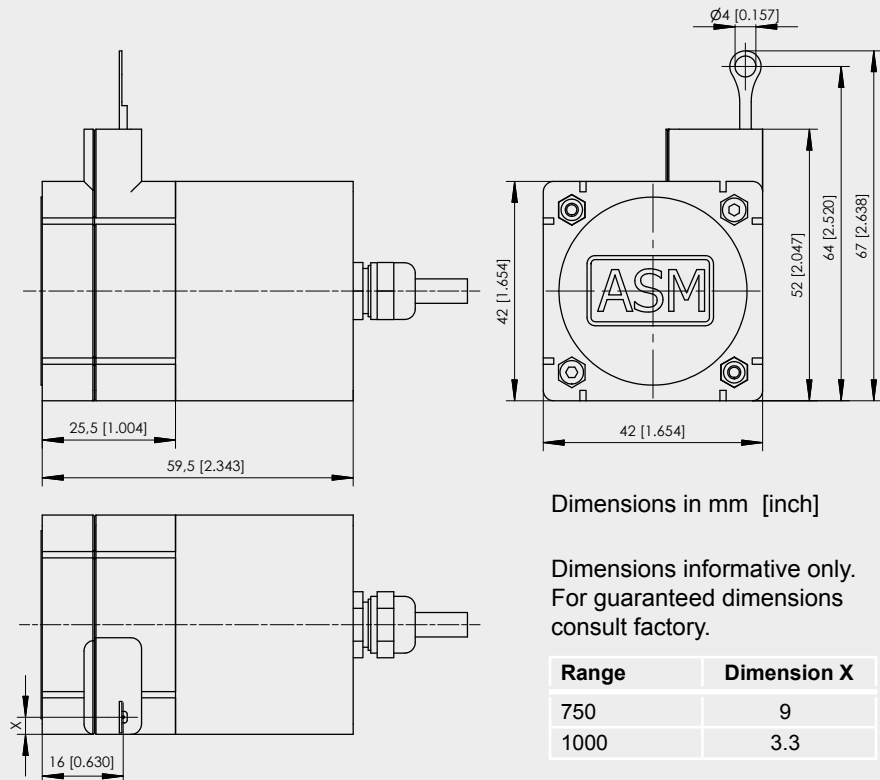 Ø4 [0.157]
42 [1.654]
52 [2.047]
64 [2.520]
67 [2.638]
ASM
25,5 [1.004]
42 [1.654]
59,5 [2.343]
Dimensions in mm [inch]
Dimensions informative only.
For guaranteed dimensions
consult factory.
Range Dimension X
750 9
1000 3.3
X
16 [0.630]